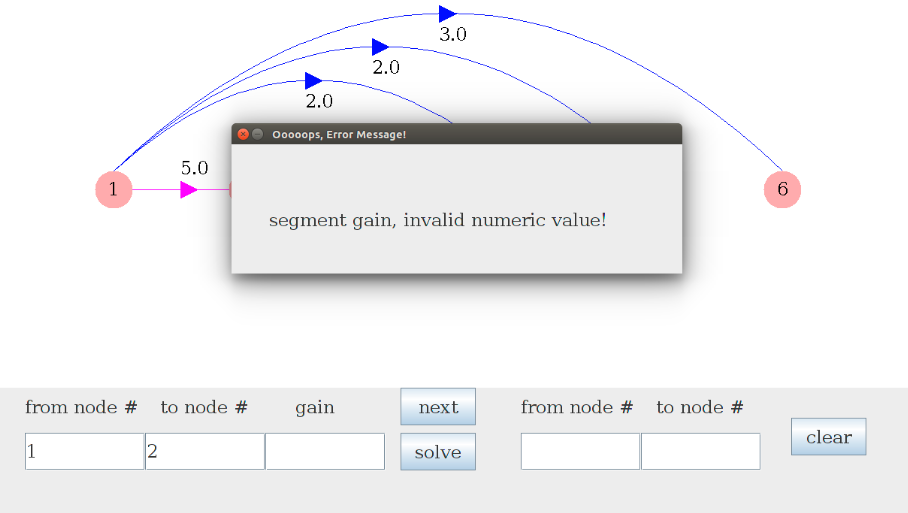 3.0
2.0
2.0
Ooooops, Error Message!
5.0
1
6
segment gain, invalid numeric value!
from node # to node # gain next from node # to node #
clear
1 2 solve